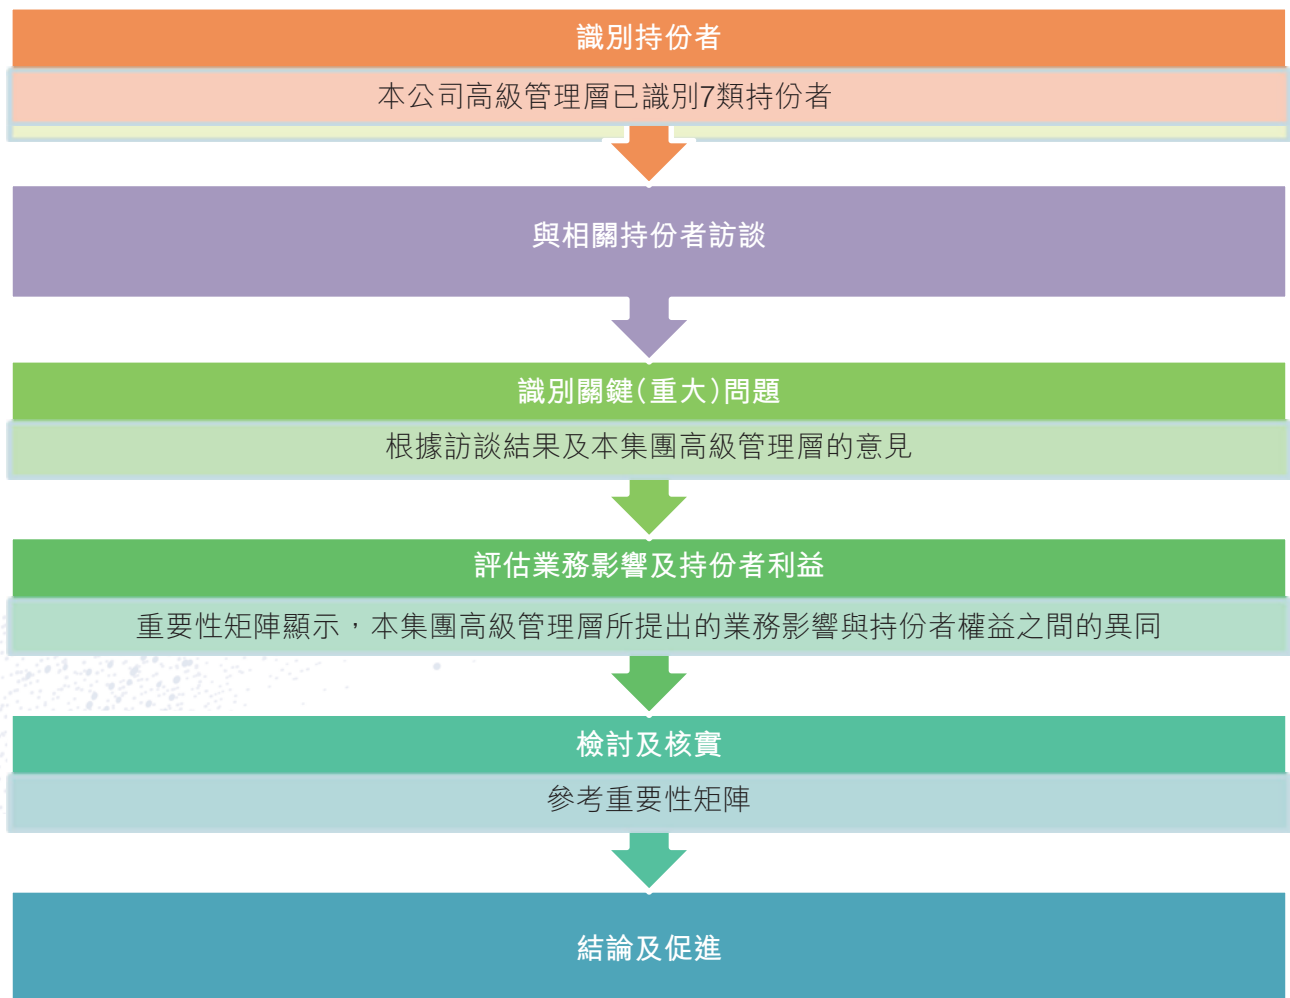 識別持份者
本公司高級管理層已識別7類持份者
與相關持份者訪談
識別關鍵(重大)問題
根據訪談結果及本集團高級管理層的意見
評估業務影響及持份者利益
重要性矩陣顯示，本集團高級管理層所提出的業務影響與持份者權益之間的異同
檢討及核實
參考重要性矩陣
結論及促進